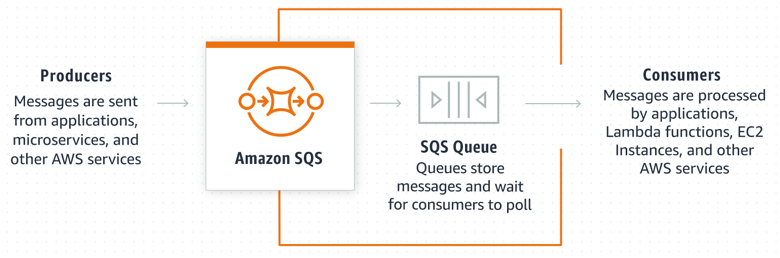 Producers
Messages are sent
from applications,
microservices, and
other AWS services
Amazon SQS
SQS Queue
Queues store
messages and wait
for consumers to poll
Consumers
Messages are processed
by applications,
Lambda functions, EC2
Instances, and other
AWS services